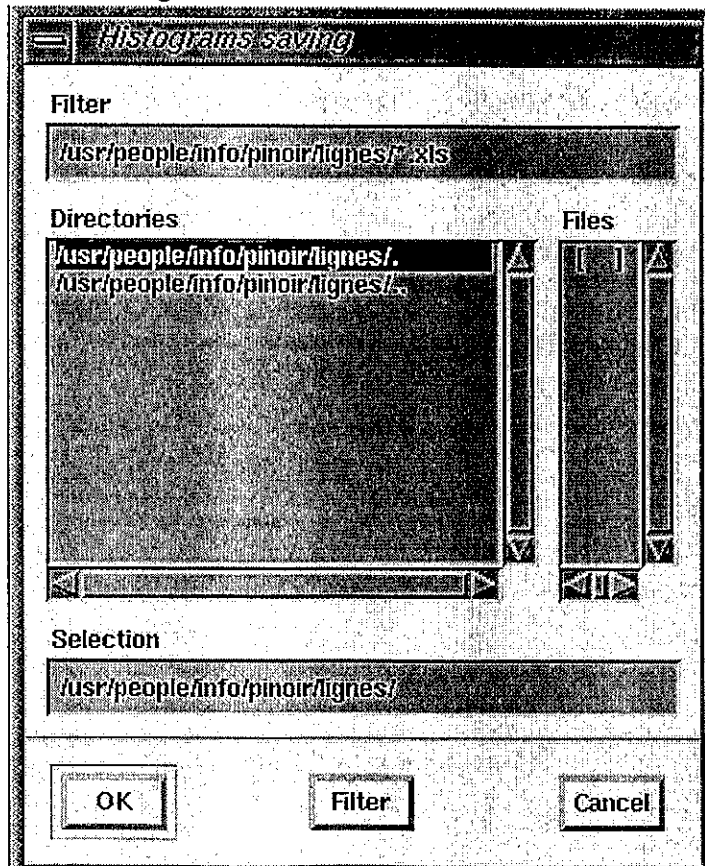 Histograms saving
Filter
/usr/people/info/pinoir/lignes/*.xls
Directories
Files
/usr/people/info/pinoir/lignes/.
[ ]
/usr/people/info/pinoir/lignes/..
Selection
/usr/people/info/pinoir/lignes/
OK
Filter
Cancel